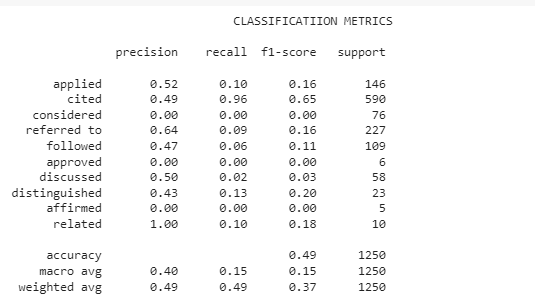 CLASSIFICATIION METRICS
precision recall f1-score support
applied 0.52 0.10 0.16 146
cited 0.49 0.96 0.65 590
considered 0.00 0.00 0.00 76
referred to 0.64 0.09 0.16 227
followed 0.47 0.06 0.11 109
approved 0.00 0.00 0.00 6
discussed 0.50 0.02 0.03 58
distinguished 0.43 0.13 0.20 23
affirmed 0.00 0.00 0.00 5
related 1.00 0.10 0.18 10
accuracy 0.49 1250
macro avg 0.40 0.15 0.15 1250
weighted avg 0.49 0.49 0.37 1250